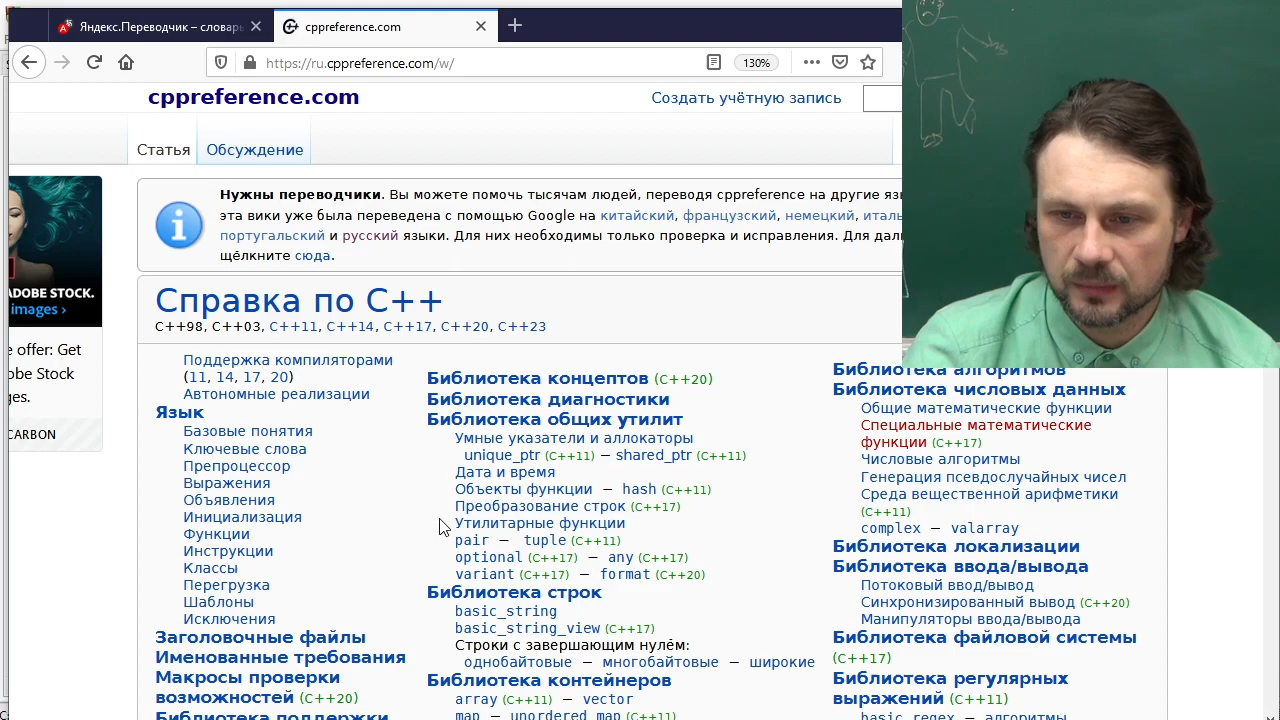 Яндекс.Переводчик – словарь
cppreference.com
https://ru.cppreference.com/w/
130%
cppreference.com
Создать учётную запись
Статья
Обсуждение
Нужны переводчики. Вы можете помочь тысячам людей, переводя cppreference на другие
эта вики уже была переведена с помощью Google на китайский, французский, немецкий,
португальский и русский языки. Для них необходимы только проверка и исправления. Для
щёлкните сюда.
ADOBE STOCK.
images ›
e offer: Get
obe Stock
ges.
CARBON
Справка по C++
C++98, C++03, C++11, C++14, C++17, C++20, C++23
Поддержка компиляторами
(11, 14, 17, 20)
Автономные реализации
Язык
Базовые понятия
Ключевые слова
Препроцессор
Выражения
Объявления
Инициализация
Функции
Инструкции
Классы
Перегрузка
Шаблоны
Исключения
Заголовочные файлы
Именованные требования
Макросы проверки
возможностей (C++20)
Библиотека поддержки
Библиотека концептов (C++20)
Библиотека диагностики
Библиотека общих утилит
Умные указатели и аллокаторы
unique_ptr (C++11) − shared_ptr (C++11)
Дата и время
Объекты функции − hash (C++11)
Преобразование строк (C++17)
Утилитарные функции
pair − tuple (C++11)
optional (C++17) − any (C++17)
variant (C++17) − format (C++20)
Библиотека строк
basic_string
basic_string_view (C++17)
Строки с завершающим нулём:
однобайтовые − многобайтовые − широкие
Библиотека контейнеров
array (C++11) − vector
map − unordered_map (C++11)
Библиотека алгоритмов
Библиотека числовых данных
Общие математические функции
Специальные математические
функции (C++17)
Числовые алгоритмы
Генерация псевдослучайных чисел
Среда вещественной арифметики
(C++11)
complex − valarray
Библиотека локализации
Библиотека ввода/вывода
Потоковый ввод/вывод
Синхронизированный вывод (C++20)
Манипуляторы ввода/вывода
Библиотека файловой системы
(C++17)
Библиотека регулярных
выражений (C++11)
basic_regex − алгоритмы